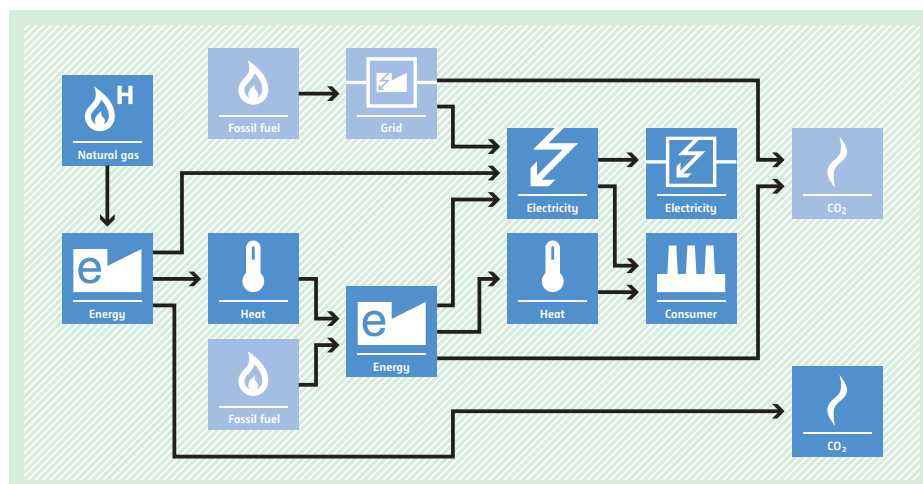 Fossil fuel
Grid
H
Natural gas
Electricity
Electricity
CO₂
e
Energy
Heat
e
Energy
Heat
Consumer
Fossil fuel
CO₂